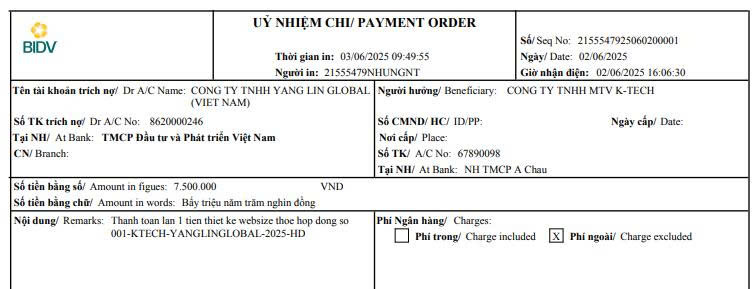 BIDV
UỶ NHIỆM CHI/ PAYMENT ORDER
Thời gian in: 03/06/2025 09:49:55
Người in: 21555479NHUNGNT
Số/ Seq No: 2155547925060200001
Ngày/ Date: 02/06/2025
Giờ nhận điện: 02/06/2025 16:06:30
Tên tài khoản trích nợ/ Dr A/C Name: CONG TY TNHH YANG LIN GLOBAL
(VIET NAM)
Số TK trích nợ/ Dr A/C No: 8620000246
Tại NH/ At Bank: TMCP Đầu tư và Phát triển Việt Nam
CN/ Branch:
Người hưởng/ Beneficiary: CONG TY TNHH MTV K-TECH
Số CMND/ HC/ ID/PP: Ngày cấp/ Date:
Nơi cấp/ Place:
Số TK/ A/C No: 67890098
Tại NH/ At Bank: NH TMCP A Chau
Số tiền bằng số/ Amount in figures: 7.500.000 VND
Số tiền bằng chữ/ Amount in words: Bẩy triệu năm trăm nghìn đồng
Nội dung/ Remarks: Thanh toan lan 1 tien thiet ke websize thoe hop dong so
001-KTECH-YANGLINGLOBAL-2025-HD
Phí Ngân hàng/ Charges:
Phí trong/ Charge included X Phí ngoài/ Charge excluded